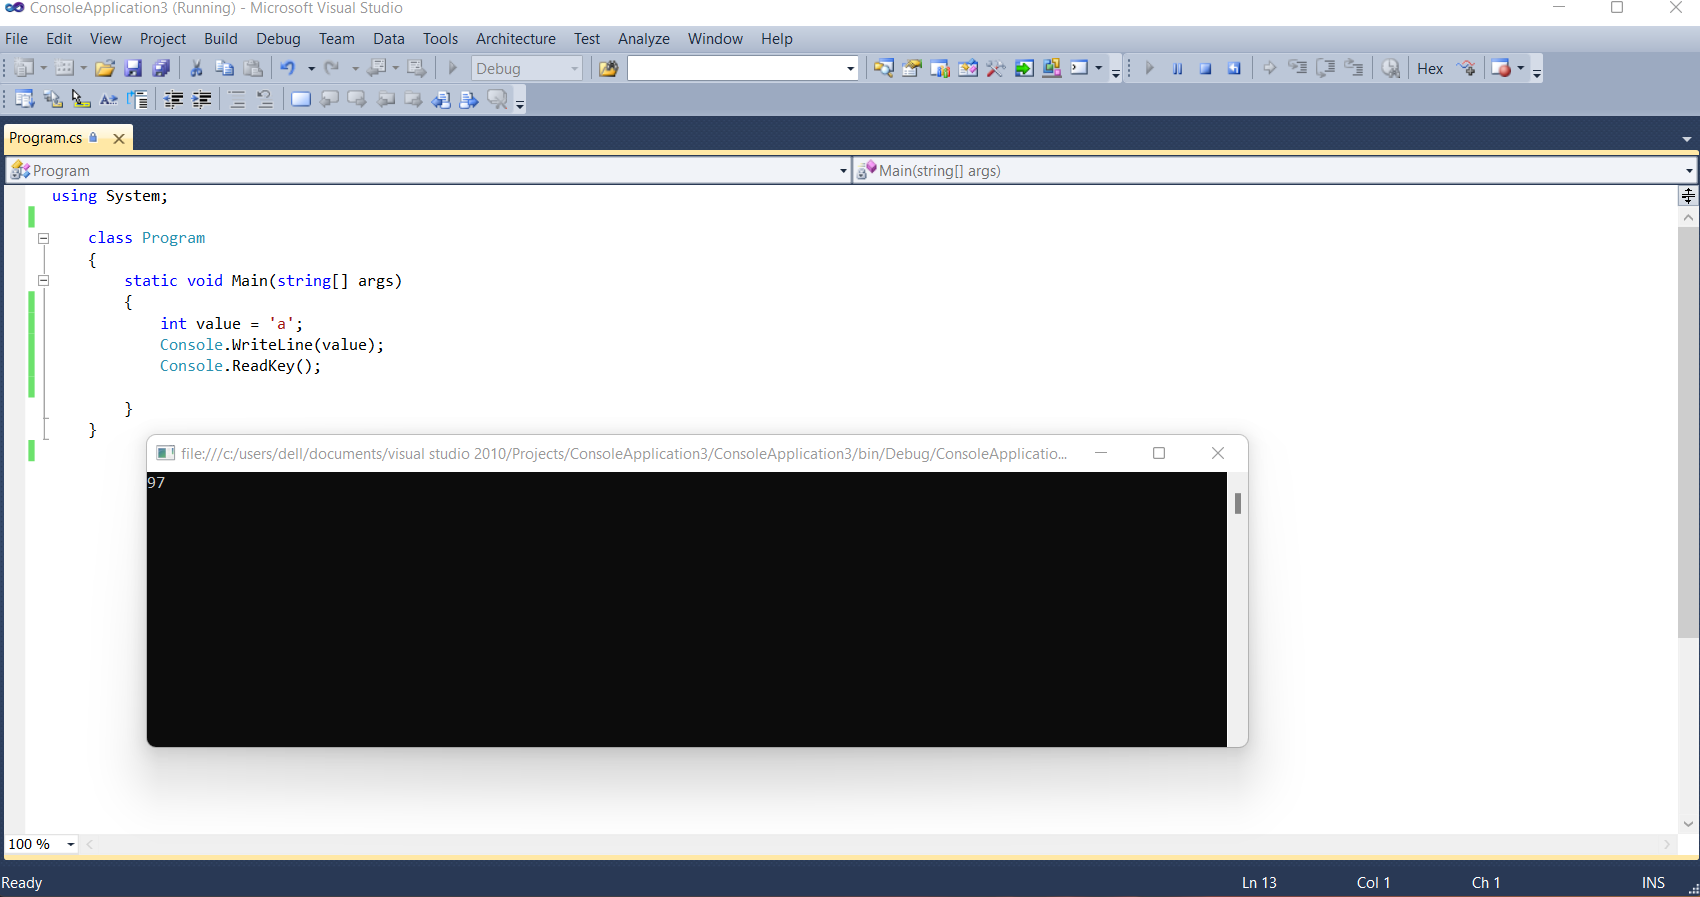 ConsoleApplication3 (Running) - Microsoft Visual Studio
File Edit View Project Build Debug Team Data Tools Architecture Test Analyze Window Help
Debug Hex
Program.cs
Program Main(string[] args)
using System;
class Program
{
static void Main(string[] args)
{
int value = 'a';
Console.WriteLine(value);
Console.ReadKey();
}
}
file:///c:/users/dell/documents/visual studio 2010/Projects/ConsoleApplication3/ConsoleApplication3/bin/Debug/ConsoleApplicatio...
97
100 %
Ready Ln 13 Col 1 Ch 1 INS